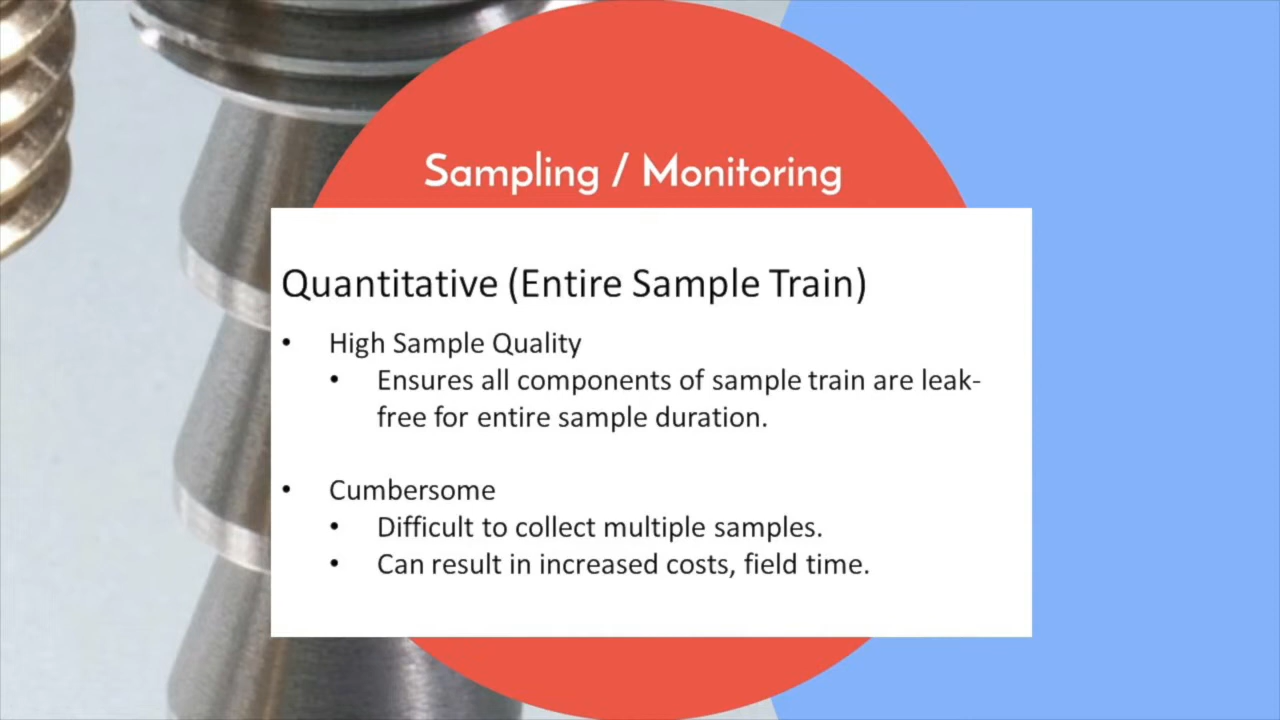 Sampling / Monitoring
Quantitative (Entire Sample Train)
• High Sample Quality
• Ensures all components of sample train are leak-
free for entire sample duration.
• Cumbersome
• Difficult to collect multiple samples.
• Can result in increased costs, field time.